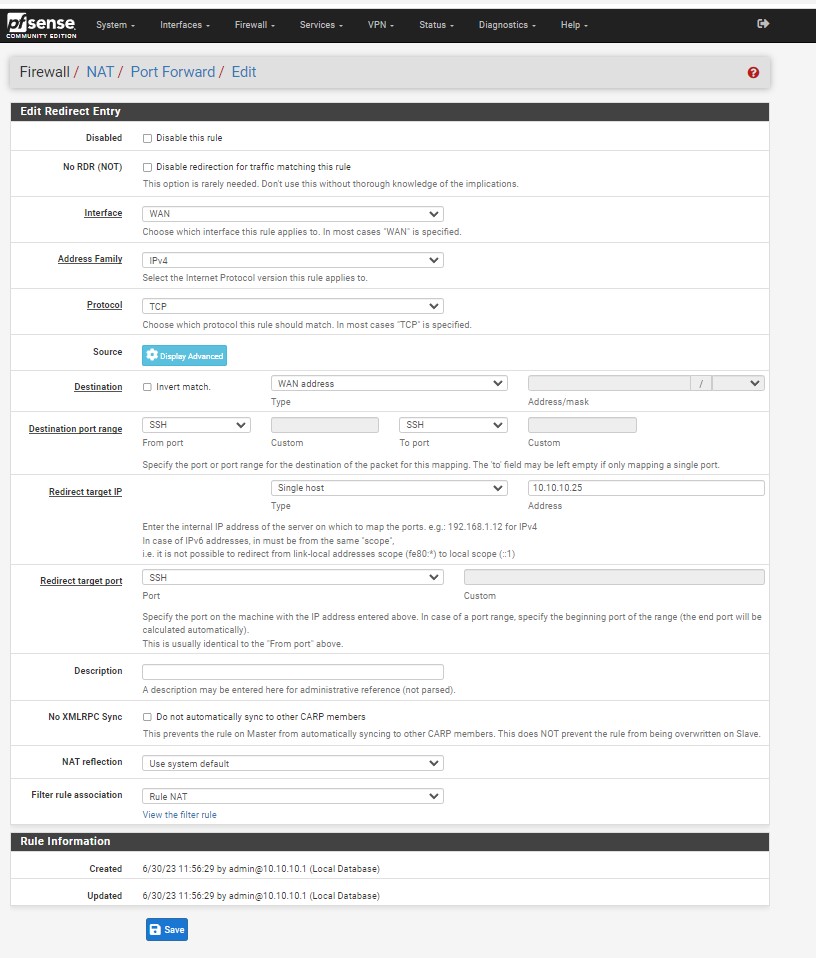 pfsense
COMMUNITY EDITION
System
Interfaces
Firewall
Services
VPN
Status
Diagnostics
Help
Firewall / NAT / Port Forward / Edit
?
Edit Redirect Entry
Disabled
Disable this rule
No RDR (NOT)
Disable redirection for traffic matching this rule
This option is rarely needed. Don't use this without thorough knowledge of the implications.
Interface
WAN
Choose which interface this rule applies to. In most cases "WAN" is specified.
Address Family
IPv4
Select the Internet Protocol version this rule applies to.
Protocol
TCP
Choose which protocol this rule should match. In most cases "TCP" is specified.
Source
Display Advanced
Destination
Invert match.
WAN address
/
Type
Address/mask
Destination port range
SSH
SSH
From port
Custom
To port
Custom
Specify the port or port range for the destination of the packet for this mapping. The 'to' field may be left empty if only mapping a single port.
Redirect target IP
Single host
10.10.10.25
Type
Address
Enter the internal IP address of the server on which to map the ports. e.g.: 192.168.1.12 for IPv4
In case of IPv6 addresses, in must be from the same "scope",
i.e. it is not possible to redirect from link-local addresses scope (fe80:*) to local scope (::1)
Redirect target port
SSH
Port
Custom
Specify the port on the machine with the IP address entered above. In case of a port range, specify the beginning port of the range (the end port will be
calculated automatically).
This is usually identical to the "From port" above.
Description
A description may be entered here for administrative reference (not parsed).
No XMLRPC Sync
Do not automatically sync to other CARP members
This prevents the rule on Master from automatically syncing to other CARP members. This does NOT prevent the rule from being overwritten on Slave.
NAT reflection
Use system default
Filter rule association
Rule NAT
View the filter rule
Rule Information
Created
6/30/23 11:56:29 by admin@10.10.10.1 (Local Database)
Updated
6/30/23 11:56:29 by admin@10.10.10.1 (Local Database)
Save